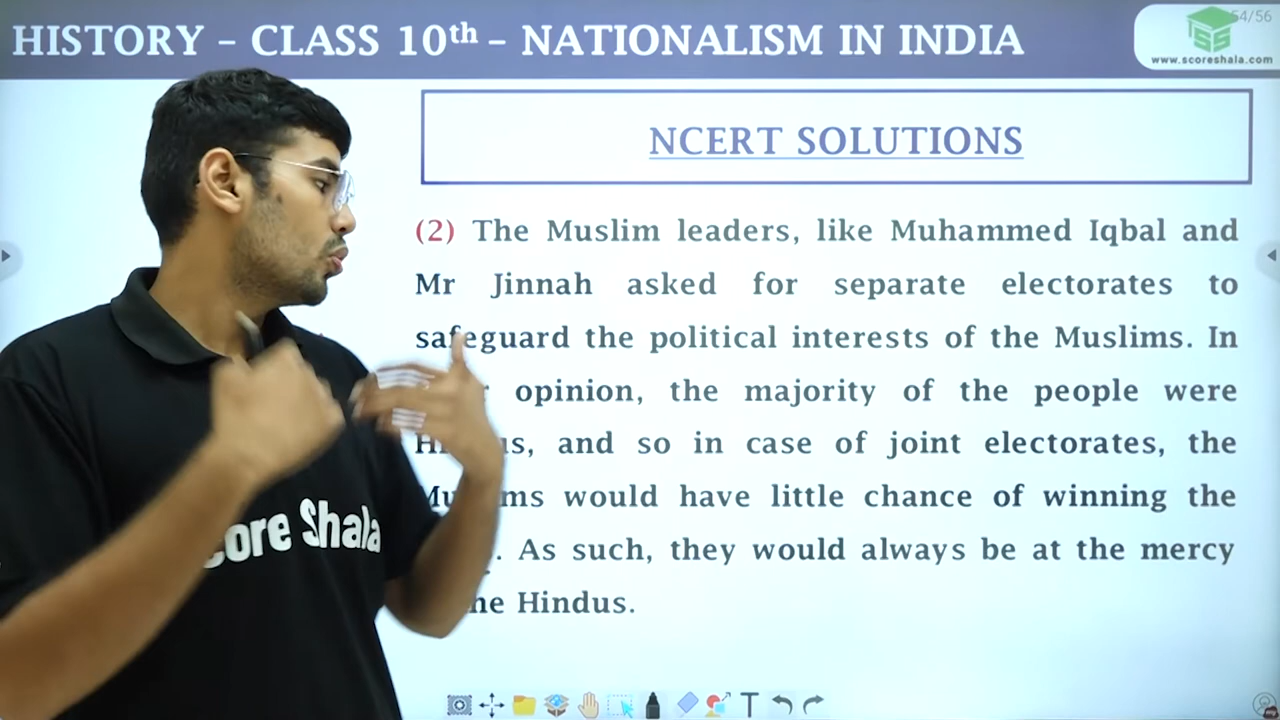 HISTORY – CLASS 10th – NATIONALISM IN INDIA
54/56
www.scoreshala.com
NCERT SOLUTIONS
(2) The Muslim leaders, like Muhammed Iqbal and
Mr Jinnah asked for separate electorates to
safeguard the political interests of the Muslims. In
opinion, the majority of the people were
and so in case of joint electorates, the
would have little chance of winning the
As such, they would always be at the mercy
Hindus.
Score Shala